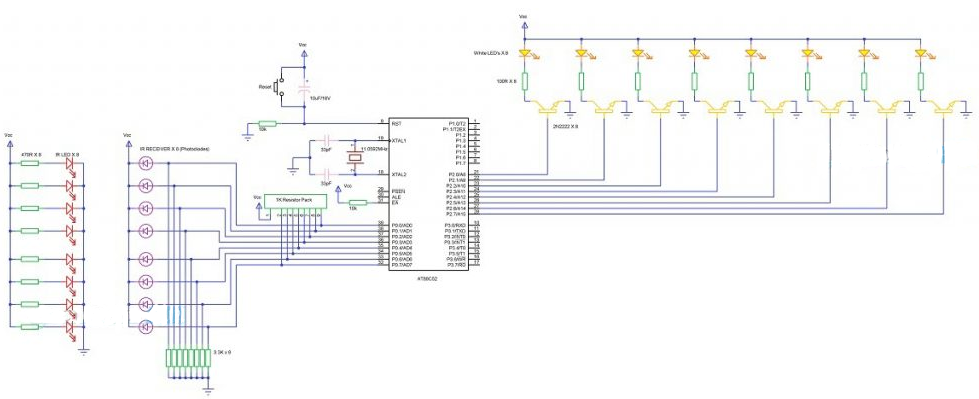 Vcc
White LED's X 8
100R X 8
2N2222 X 8
Vcc
Reset
10uF/16V
10k
33pF
11.0592MHz
33pF
Vcc
10k
Vcc
1K Resistor Pack
Vcc
470R X 8
IR LED X 8
Vcc
IR RECEIVER X 8 (Photodiodes)
3.3K x 8
9
RST
19
XTAL1
18
XTAL2
PSEN
ALE
EA
P0.0/AD0
P0.1/AD1
P0.2/AD2
P0.3/AD3
P0.4/AD4
P0.5/AD5
P0.6/AD6
P0.7/AD7
P1.0/T2
P1.1/T2EX
P1.2
P1.3
P1.4
P1.5
P1.6
P1.7
P2.0/A8
P2.1/A9
P2.2/A10
P2.3/A11
P2.4/A12
P2.5/A13
P2.6/A14
P2.7/A15
P3.0/RXD
P3.1/TXD
P3.2/INT0
P3.3/INT1
P3.4/T0
P3.5/T1
P3.6/WR
P3.7/RD